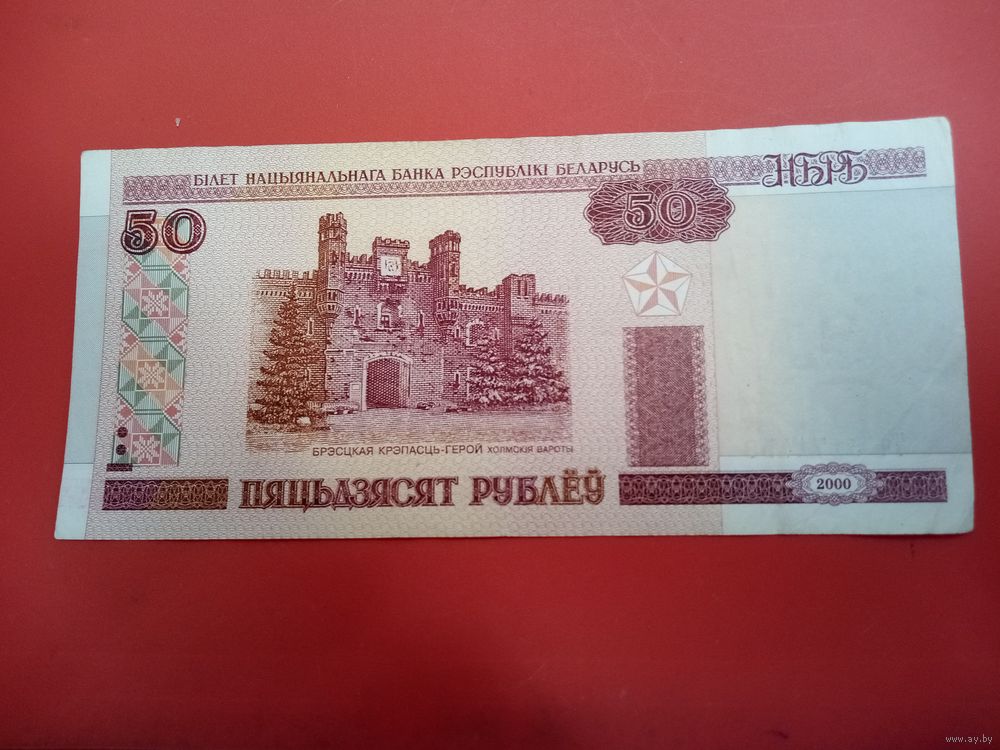 БІЛЕТ НАЦЫЯНАЛЬНАГА БАНКА РЭСПУБЛІКІ БЕЛАРУСЬ
НБРБ
50
50
БРЭСЦКАЯ КРЭПАСЦЬ-ГЕРОЙ ХОЛМСКІЯ ВАРОТЫ
ПЯЦЬДЗЯСЯТ РУБЛЁЎ
2000
www.ay.by